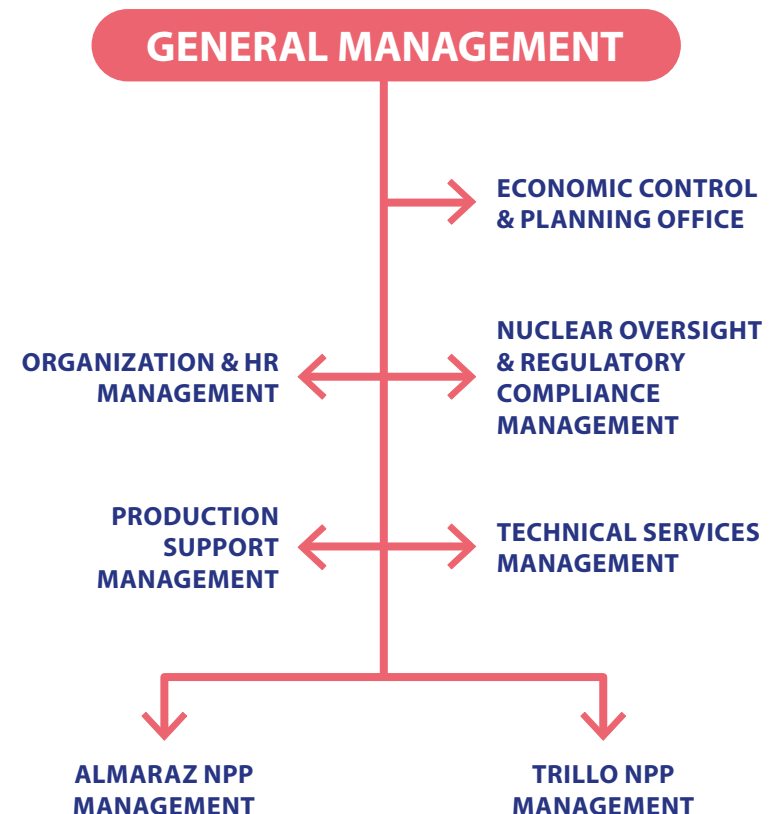 GENERAL MANAGEMENT
ECONOMIC CONTROL
& PLANNING OFFICE
ORGANIZATION & HR
MANAGEMENT
NUCLEAR OVERSIGHT
& REGULATORY
COMPLIANCE
MANAGEMENT
PRODUCTION
SUPPORT
MANAGEMENT
TECHNICAL SERVICES
MANAGEMENT
ALMARAZ NPP
MANAGEMENT
TRILLO NPP
MANAGEMENT